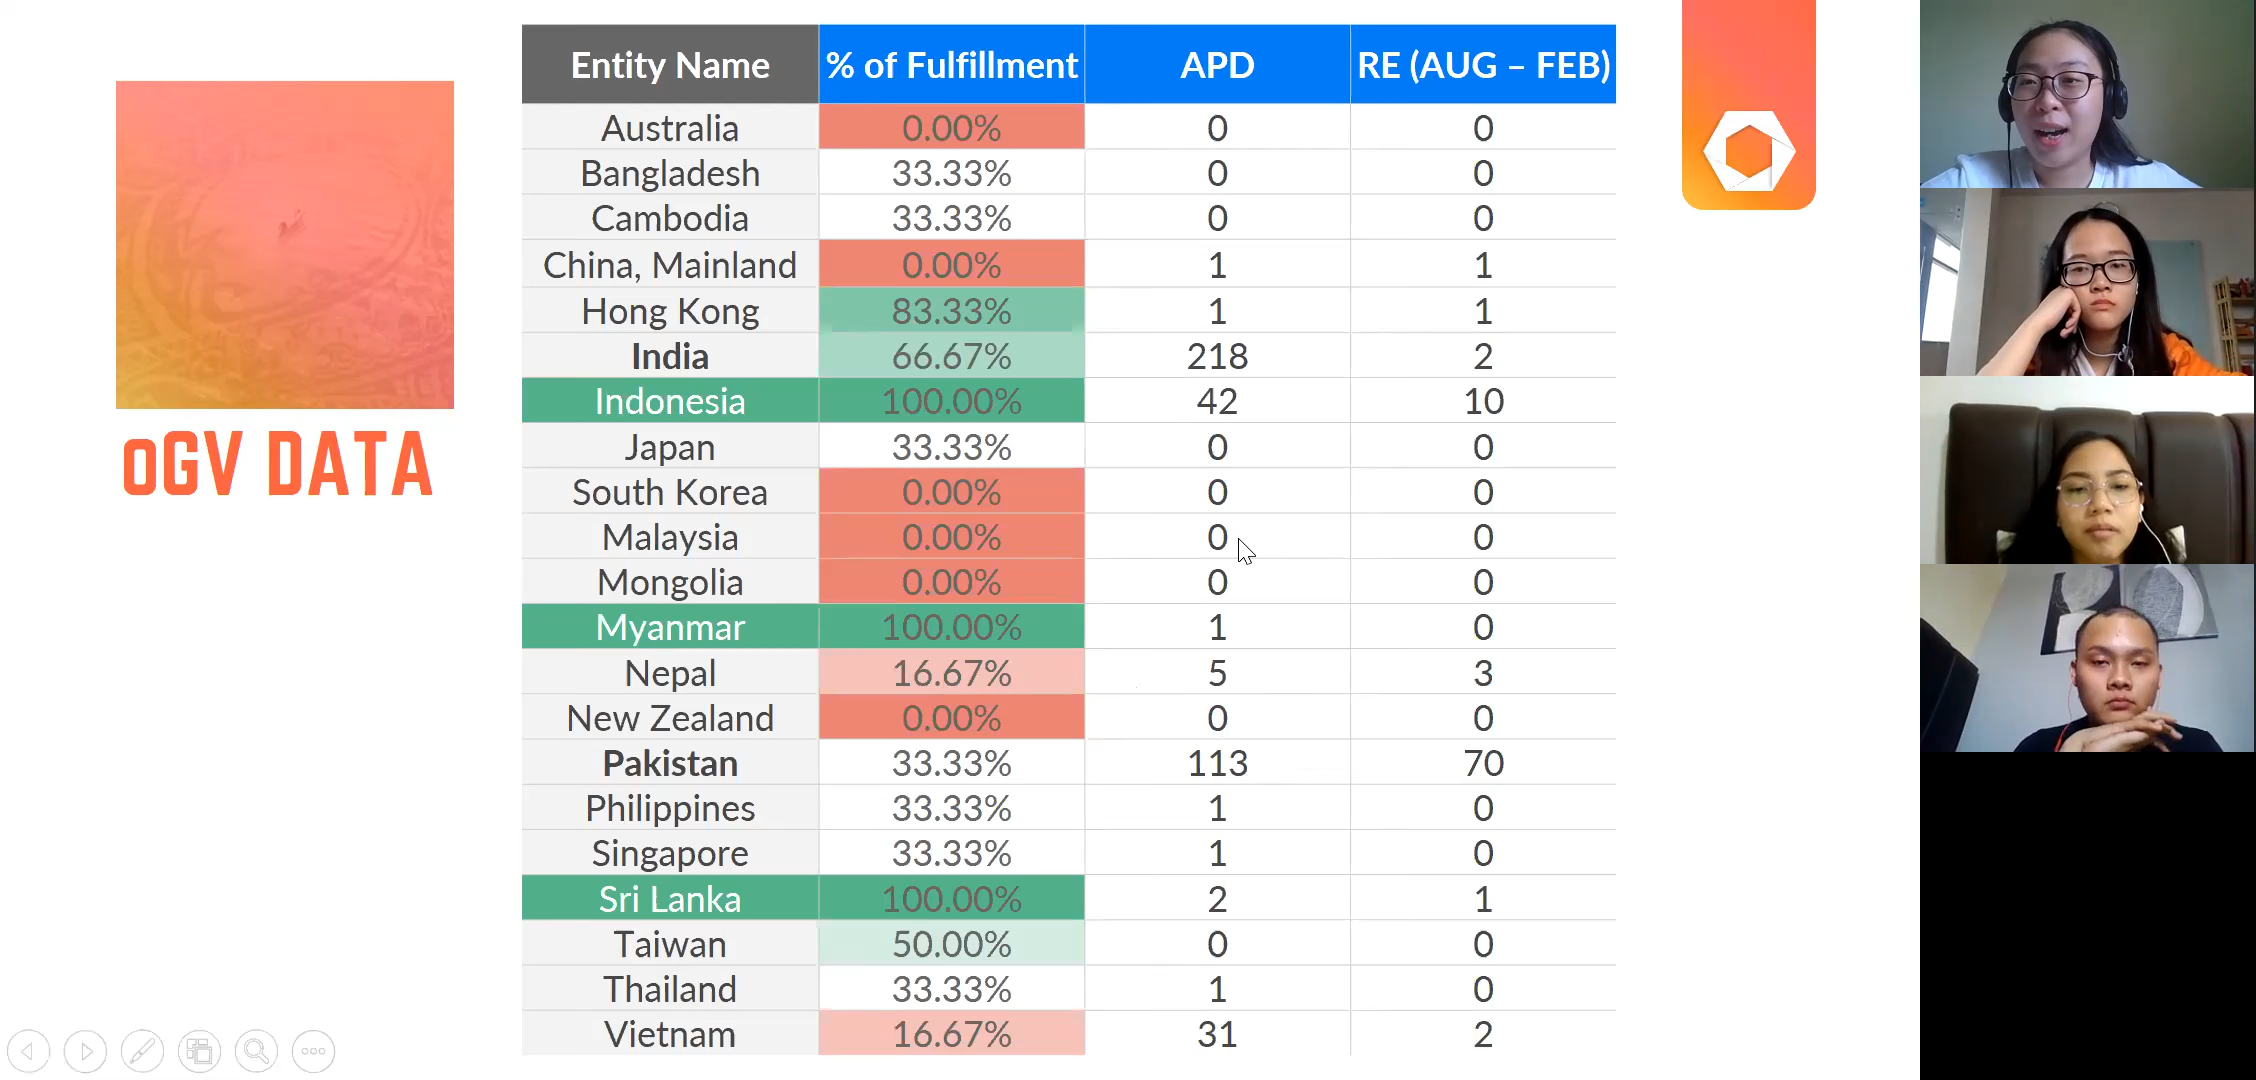 oGV DATA
Entity Name % of Fulfillment APD RE (AUG – FEB)
Australia 0.00% 0 0
Bangladesh 33.33% 0 0
Cambodia 33.33% 0 0
China, Mainland 0.00% 1 1
Hong Kong 83.33% 1 1
India 66.67% 218 2
Indonesia 100.00% 42 10
Japan 33.33% 0 0
South Korea 0.00% 0 0
Malaysia 0.00% 0 0
Mongolia 0.00% 0 0
Myanmar 100.00% 1 0
Nepal 16.67% 5 3
New Zealand 0.00% 0 0
Pakistan 33.33% 113 70
Philippines 33.33% 1 0
Singapore 33.33% 1 0
Sri Lanka 100.00% 2 1
Taiwan 50.00% 0 0
Thailand 33.33% 1 0
Vietnam 16.67% 31 2